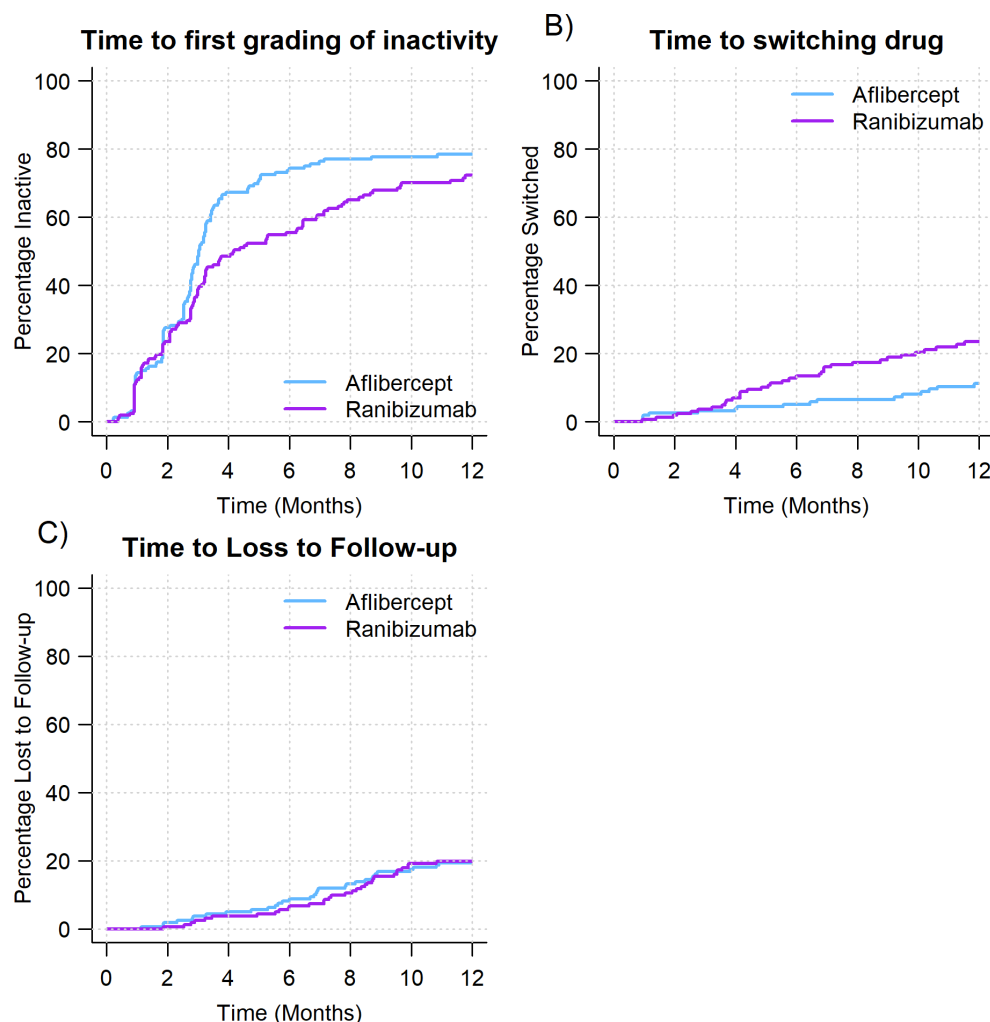 Time to first grading of inactivity
100
80
60
40
20
0
Percentage Inactive
Aflibercept
Ranibizumab
0 2 4 6 8 10 12
Time (Months)
B)
Time to switching drug
100
80
60
40
20
0
Percentage Switched
Aflibercept
Ranibizumab
0 2 4 6 8 10 12
Time (Months)
C)
Time to Loss to Follow-up
100
80
60
40
20
0
Percentage Lost to Follow-up
Aflibercept
Ranibizumab
0 2 4 6 8 10 12
Time (Months)